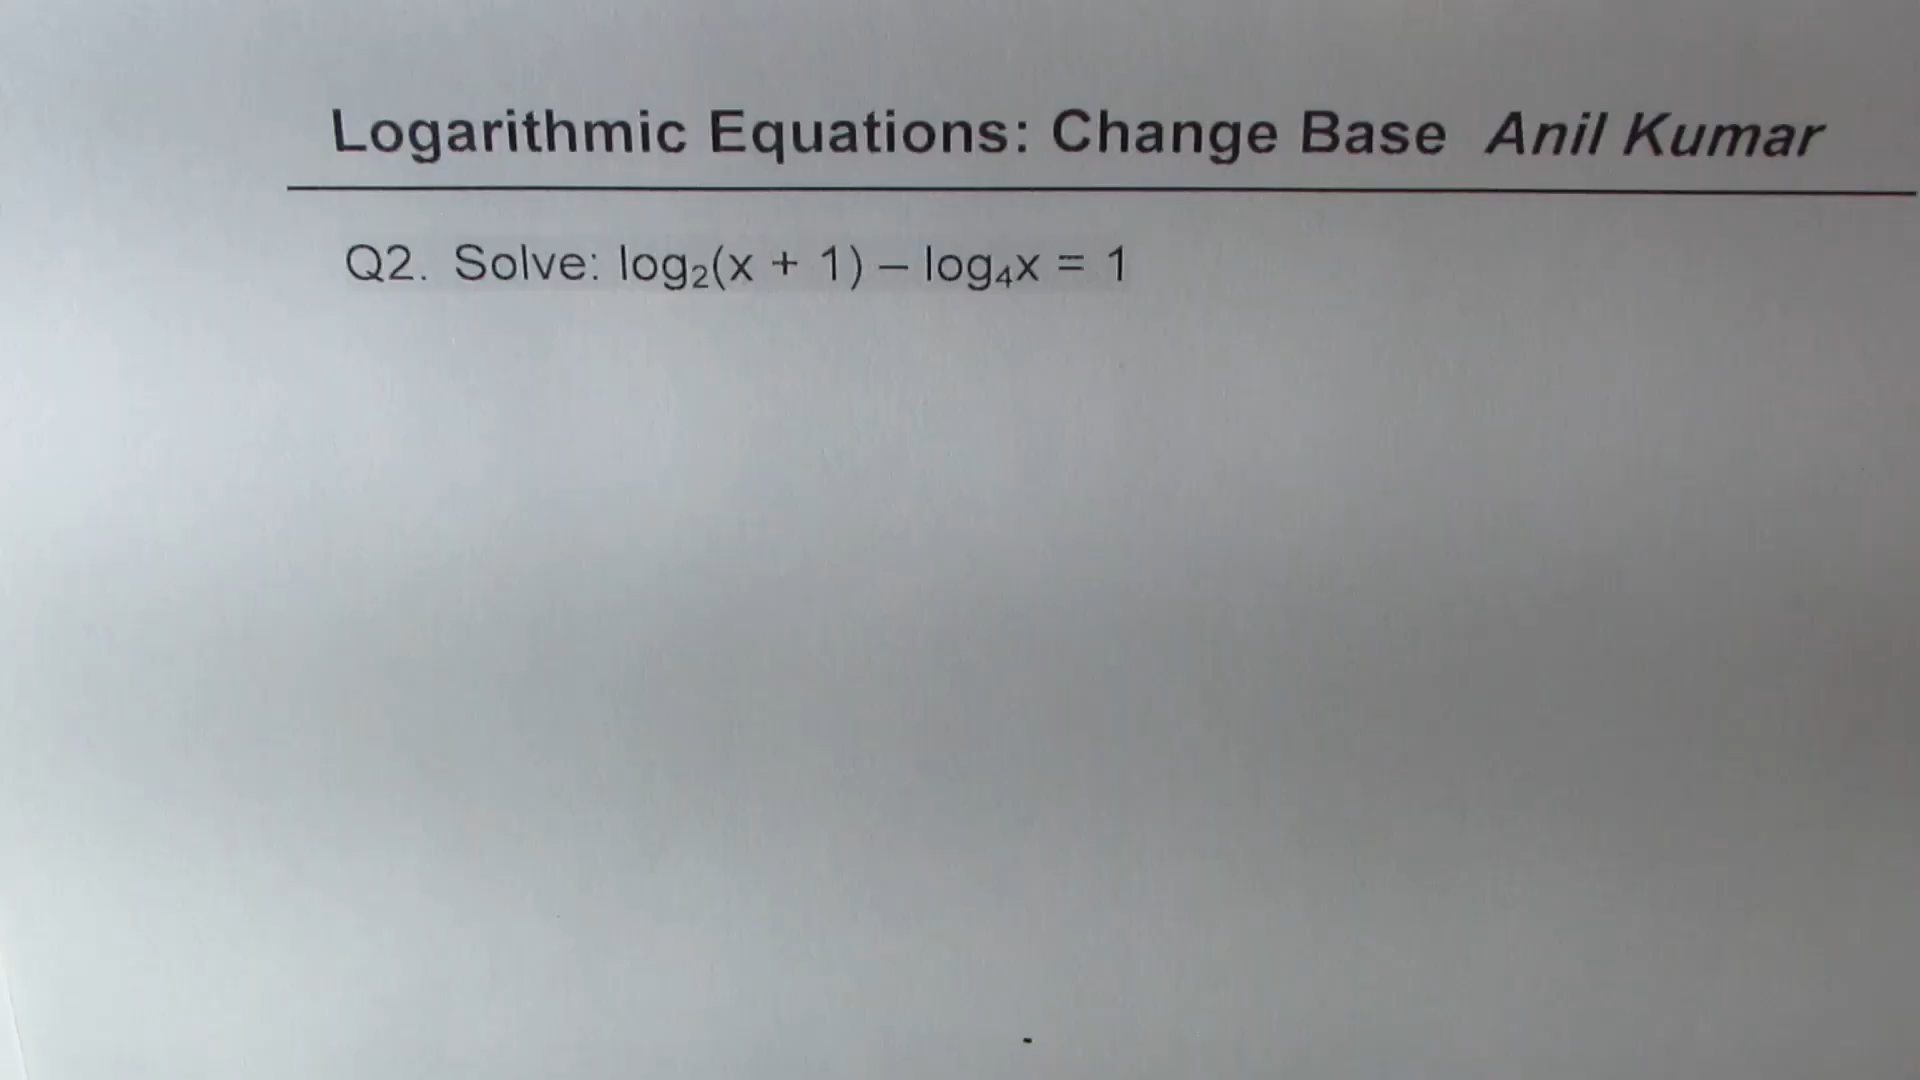 Logarithmic Equations: Change Base Anil Kumar
Q2. Solve: log₂(x + 1) – log₄x = 1